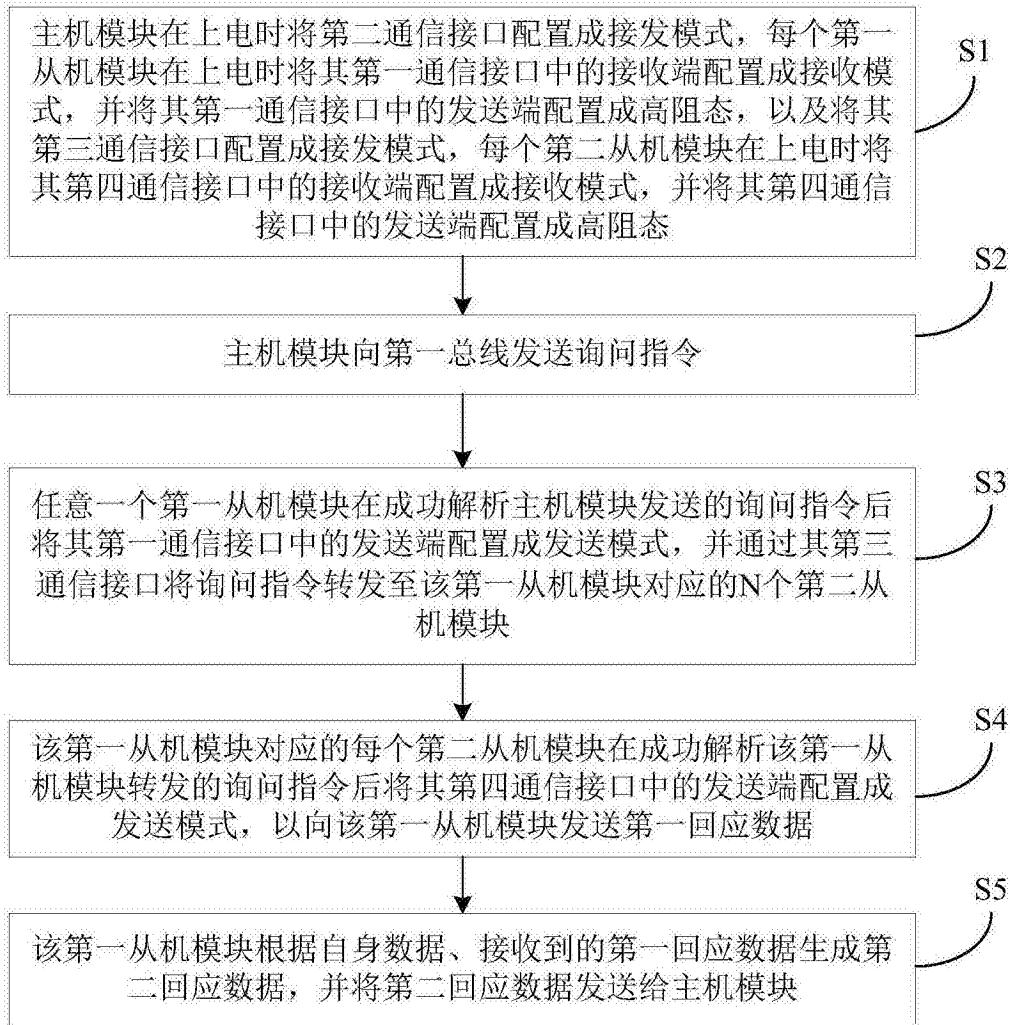 主机模块在上电时将第二通信接口配置成接发模式，每个第一
从机模块在上电时将其第一通信接口中的接收端配置成接收模
式，并将其第一通信接口中的发送端配置成高阻态，以及将其
第三通信接口配置成接发模式，每个第二从机模块在上电时将
其第四通信接口中的接收端配置成接收模式，并将其第四通信
接口中的发送端配置成高阻态
S1
主机模块向第一总线发送询问指令
S2
任意一个第一从机模块在成功解析主机模块发送的询问指令后
将其第一通信接口中的发送端配置成发送模式，并通过其第三
通信接口将询问指令转发至该第一从机模块对应的N个第二从
机模块
S3
该第一从机模块对应的每个第二从机模块在成功解析该第一从
机模块转发的询问指令后将其第四通信接口中的发送端配置成
发送模式，以向该第一从机模块发送第一回应数据
S4
该第一从机模块根据自身数据、接收到的第一回应数据生成第
二回应数据，并将第二回应数据发送给主机模块
S5